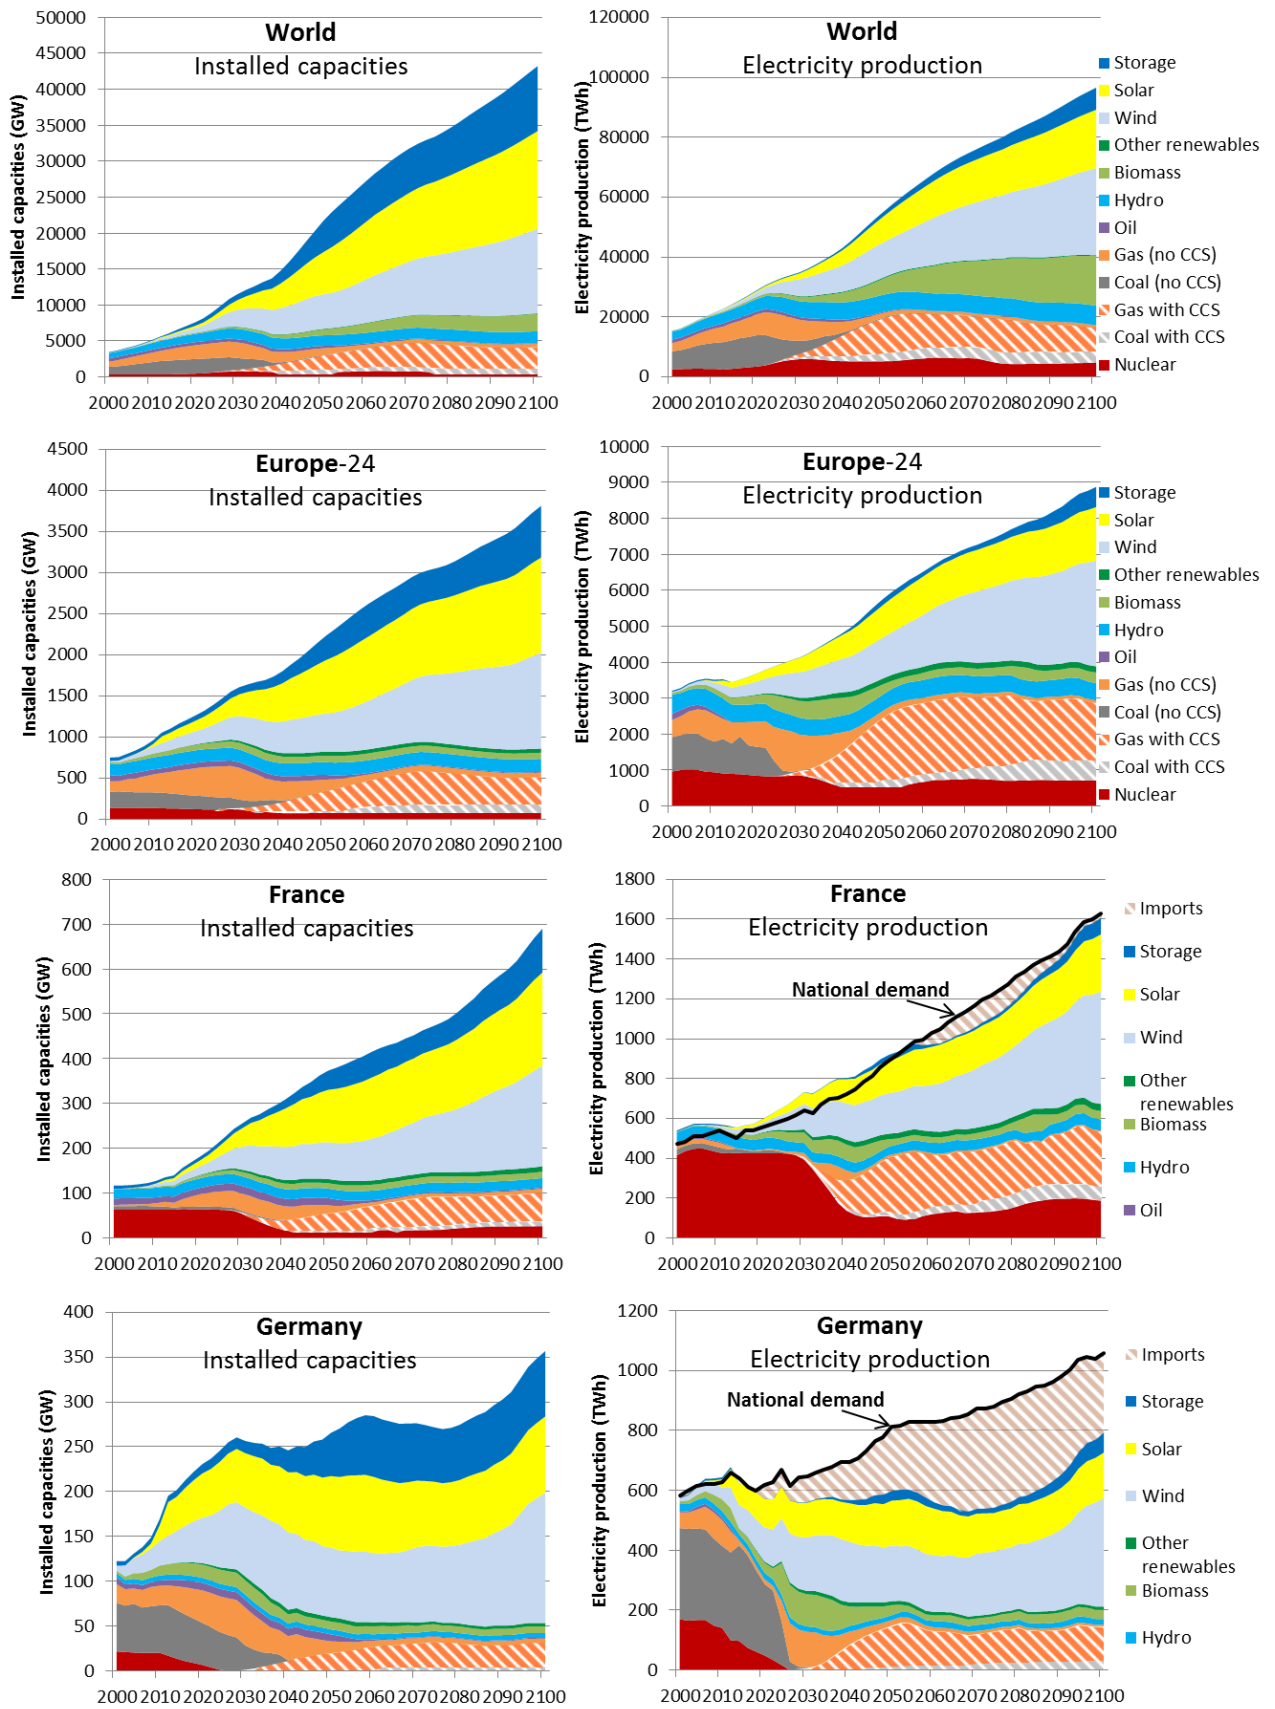 World
Installed capacities
Installed capacities (GW)
50000
45000
40000
35000
30000
25000
20000
15000
10000
5000
0
2000 2010 2020 2030 2040 2050 2060 2070 2080 2090 2100
World
Electricity production
Electricity production (TWh)
120000
100000
80000
60000
40000
20000
0
2000 2010 2020 2030 2040 2050 2060 2070 2080 2090 2100
Storage
Solar
Wind
Other renewables
Biomass
Hydro
Oil
Gas (no CCS)
Coal (no CCS)
Gas with CCS
Coal with CCS
Nuclear
Europe-24
Installed capacities
Installed capacities (GW)
4500
4000
3500
3000
2500
2000
1500
1000
500
0
2000 2010 2020 2030 2040 2050 2060 2070 2080 2090 2100
Europe-24
Electricity production
Electricity production (TWh)
10000
9000
8000
7000
6000
5000
4000
3000
2000
1000
0
2000 2010 2020 2030 2040 2050 2060 2070 2080 2090 2100
Storage
Solar
Wind
Other renewables
Biomass
Hydro
Oil
Gas (no CCS)
Coal (no CCS)
Gas with CCS
Coal with CCS
Nuclear
France
Installed capacities
Installed capacities (GW)
800
700
600
500
400
300
200
100
0
2000 2010 2020 2030 2040 2050 2060 2070 2080 2090 2100
France
Electricity production
National demand
Electricity production (TWh)
1800
1600
1400
1200
1000
800
600
400
200
0
2000 2010 2020 2030 2040 2050 2060 2070 2080 2090 2100
Imports
Storage
Solar
Wind
Other
renewables
Biomass
Hydro
Oil
Germany
Installed capacities
Installed capacities (GW)
400
350
300
250
200
150
100
50
0
2000 2010 2020 2030 2040 2050 2060 2070 2080 2090 2100
Germany
Electricity production
National demand
Electricity production (TWh)
1200
1000
800
600
400
200
0
2000 2010 2020 2030 2040 2050 2060 2070 2080 2090 2100
Imports
Storage
Solar
Wind
Other
renewables
Biomass
Hydro